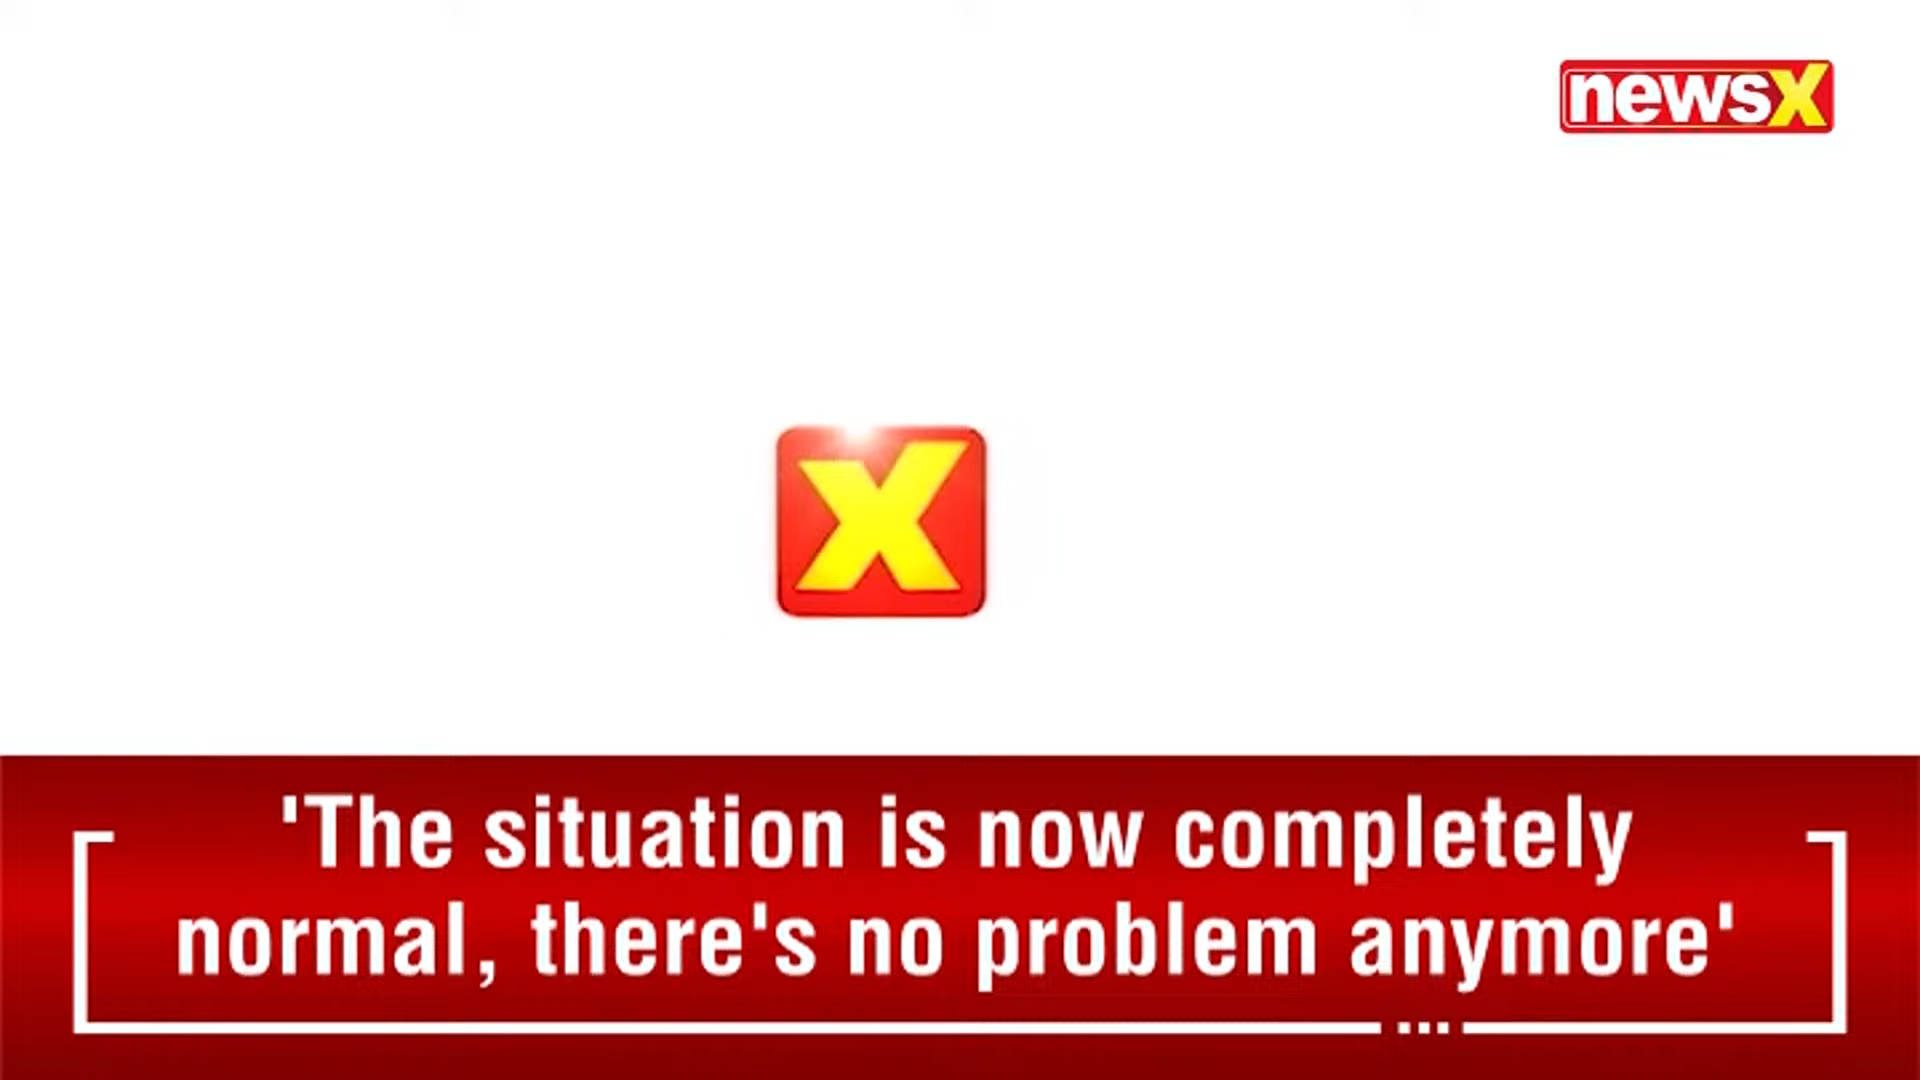 newsX
X
'The situation is now completely
normal, there's no problem anymore'